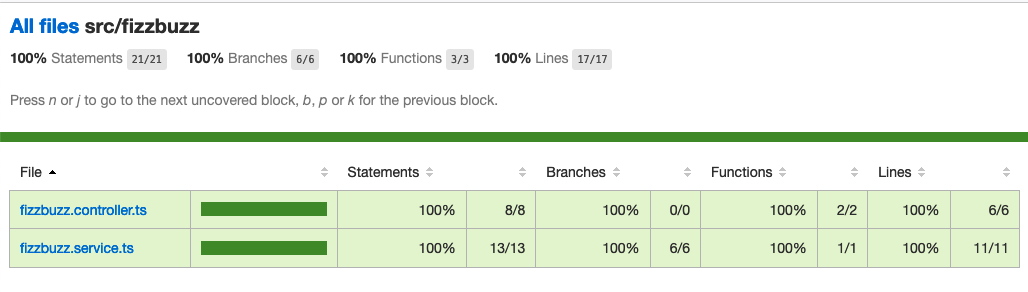 All files src/fizzbuzz
100% Statements 21/21 100% Branches 6/6 100% Functions 3/3 100% Lines 17/17
Press n or j to go to the next uncovered block, b, p or k for the previous block.
File Statements Branches Functions Lines
fizzbuzz.controller.ts 100% 8/8 100% 0/0 100% 2/2 100% 6/6
fizzbuzz.service.ts 100% 13/13 100% 6/6 100% 1/1 100% 11/11